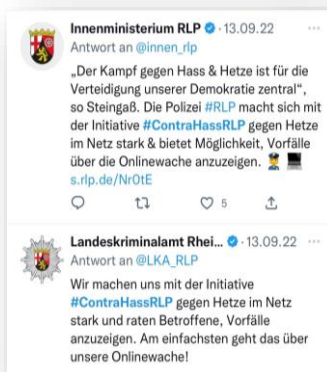 Innenministerium RLP · 13.09.22 ...
Antwort an @innen_rlp
„Der Kampf gegen Hass & Hetze ist für die
Verteidigung unserer Demokratie zentral“,
so Steingaß. Die Polizei #RLP macht sich mit
der Initiative #ContraHassRLP gegen Hetze
im Netz stark & bietet Möglichkeit, Vorfälle
über die Onlinewache anzuzeigen.
s.rlp.de/Nr0tE
5
Landeskriminalamt Rhei... · 13.09.22 ...
Antwort an @LKA_RLP
Wir machen uns mit der Initiative
#ContraHassRLP gegen Hetze im Netz
stark und raten Betroffene, Vorfälle
anzuzeigen. Am einfachsten geht das über
unsere Onlinewache!